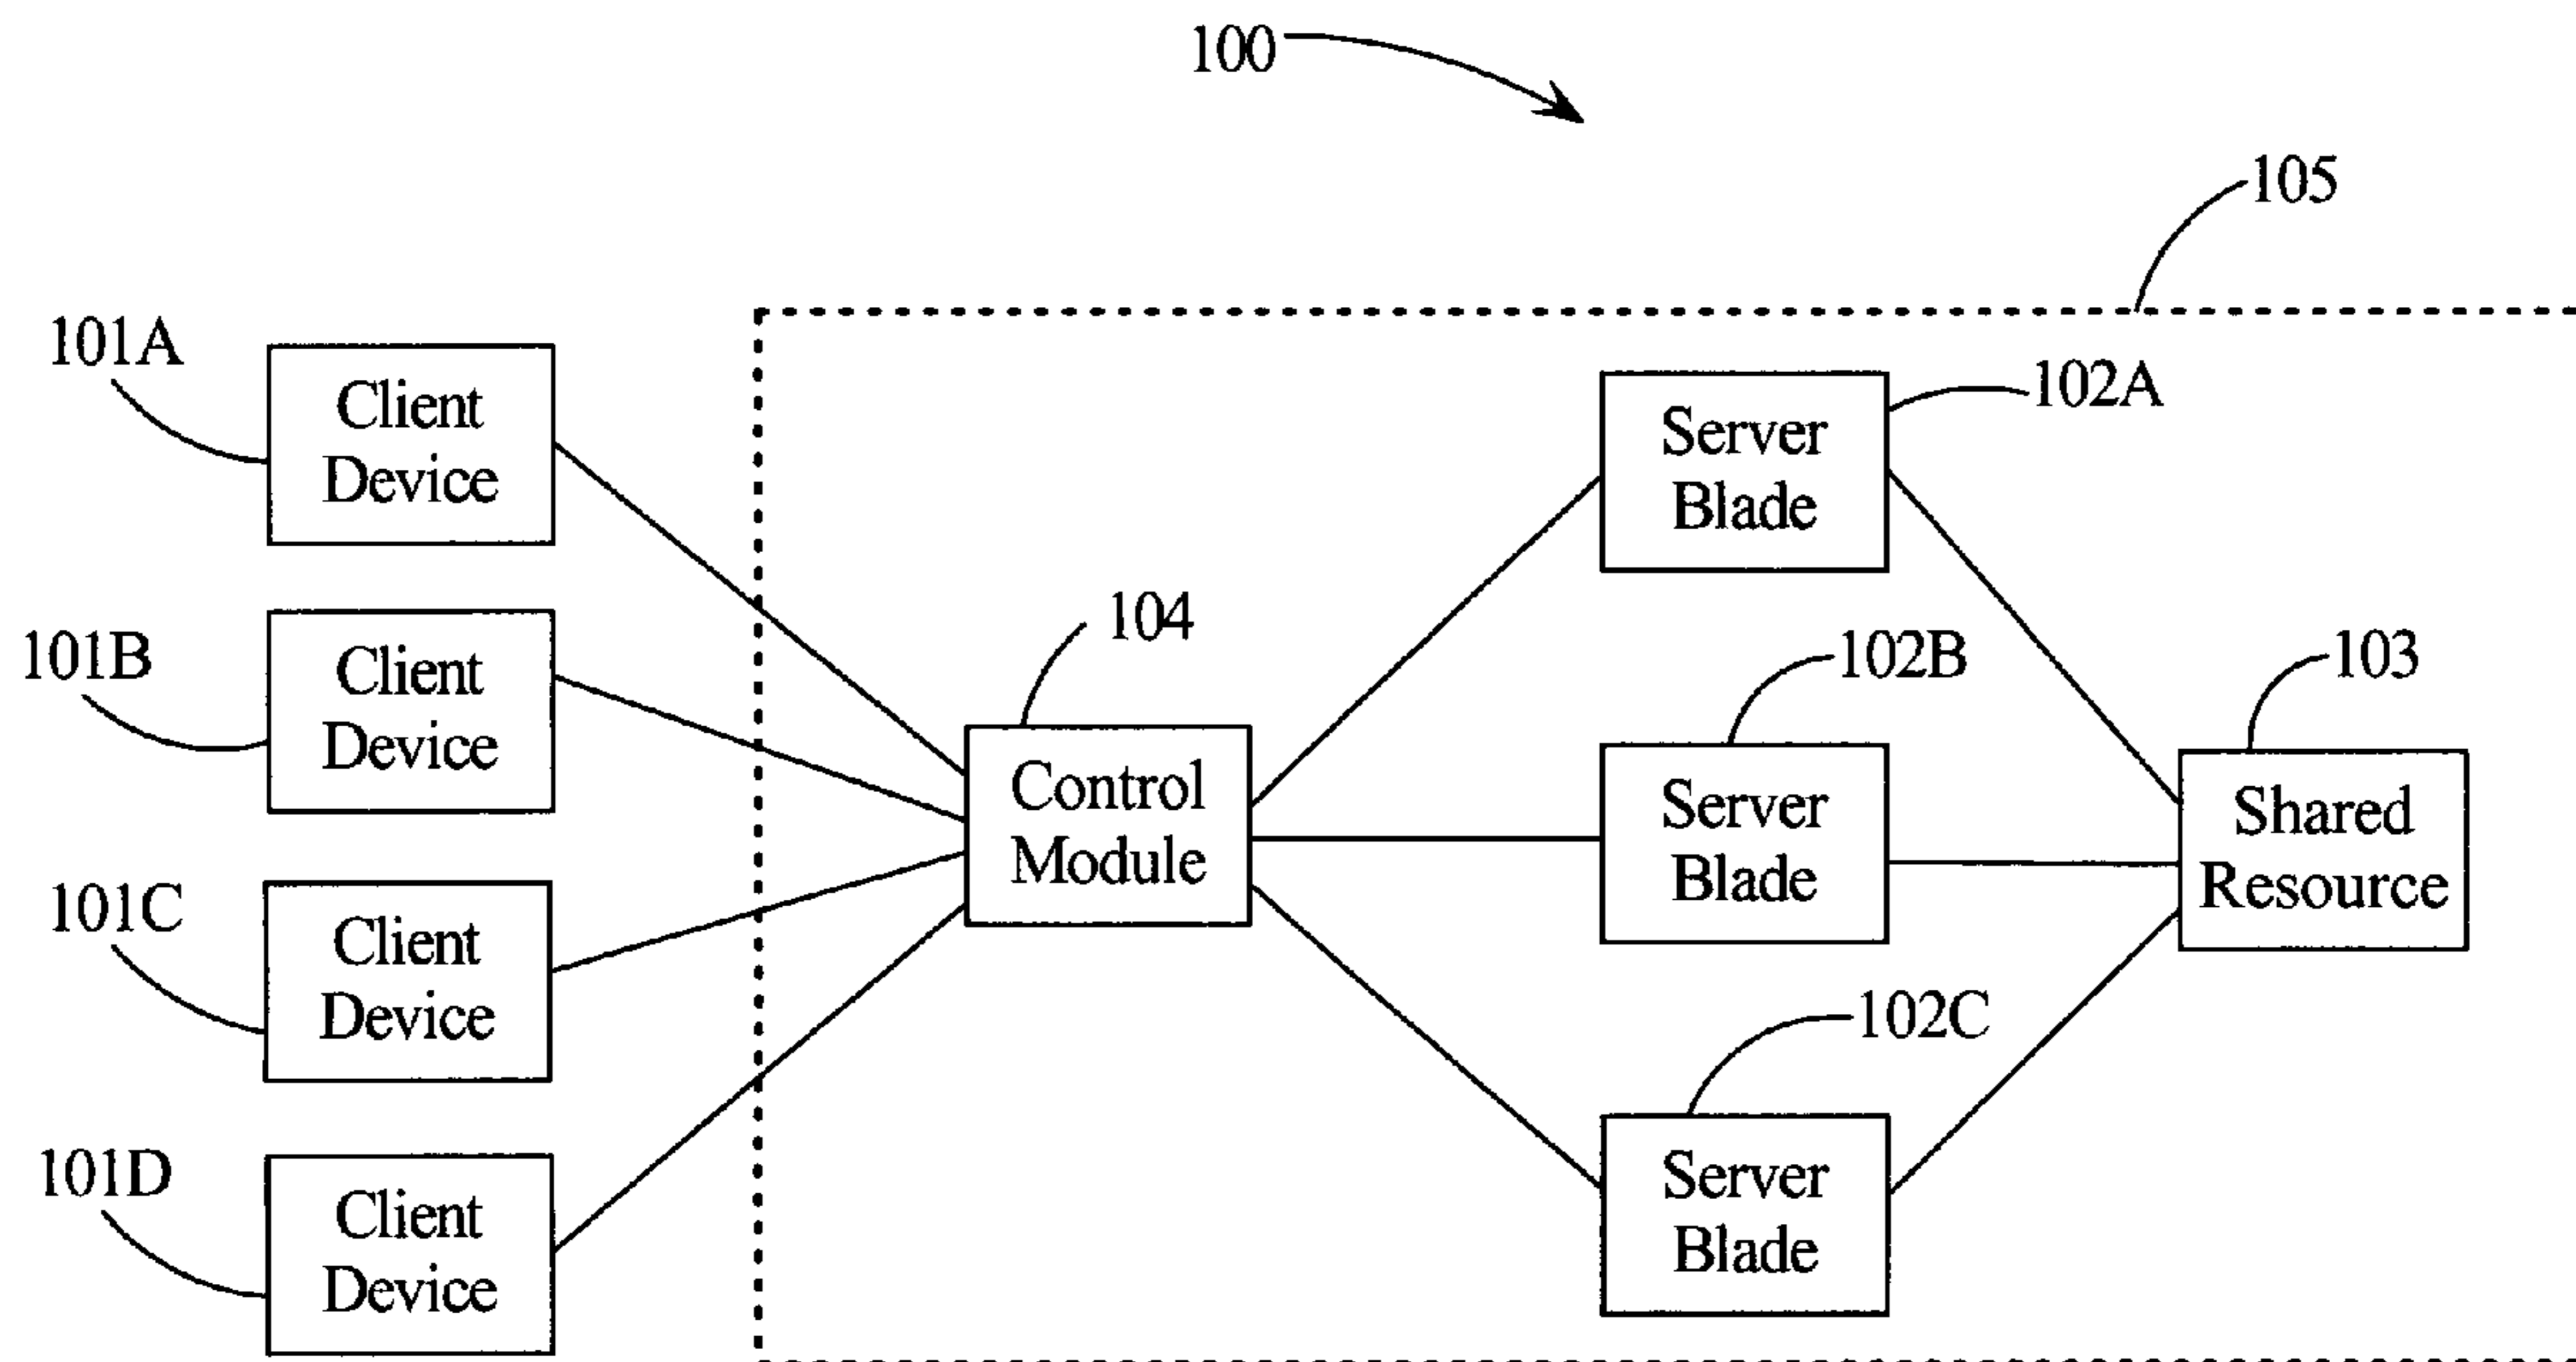 100
105
101A
Client
Device
102A
Server
Blade
101B
Client
Device
104
Control
Module
102B
Server
Blade
103
Shared
Resource
101C
Client
Device
102C
Server
Blade
101D
Client
Device